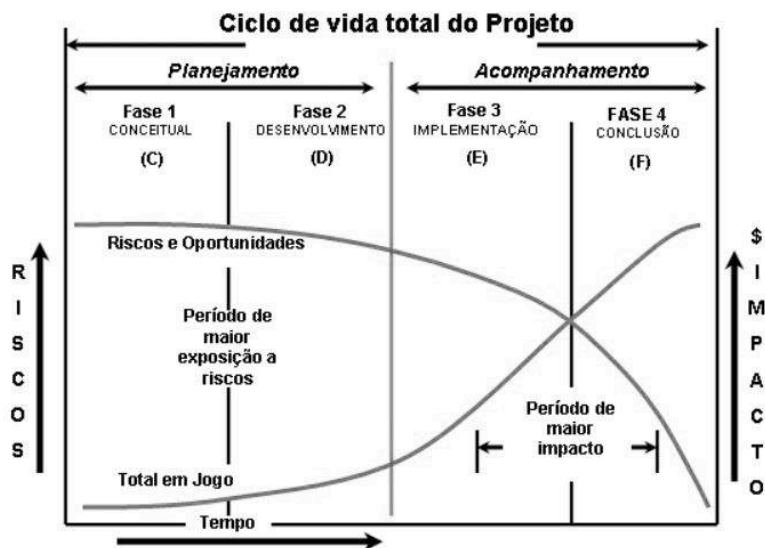 Ciclo de vida total do Projeto
Planejamento
Acompanhamento
Fase 1
CONCEITUAL
(C)
Fase 2
DESENVOLVIMENTO
(D)
Fase 3
IMPLEMENTAÇÃO
(E)
FASE 4
CONCLUSÃO
(F)
Riscos e Oportunidades
Período de
maior
exposição a
riscos
Período de
maior
impacto
Total em Jogo
Tempo
RISCOS
$ IMPACTO